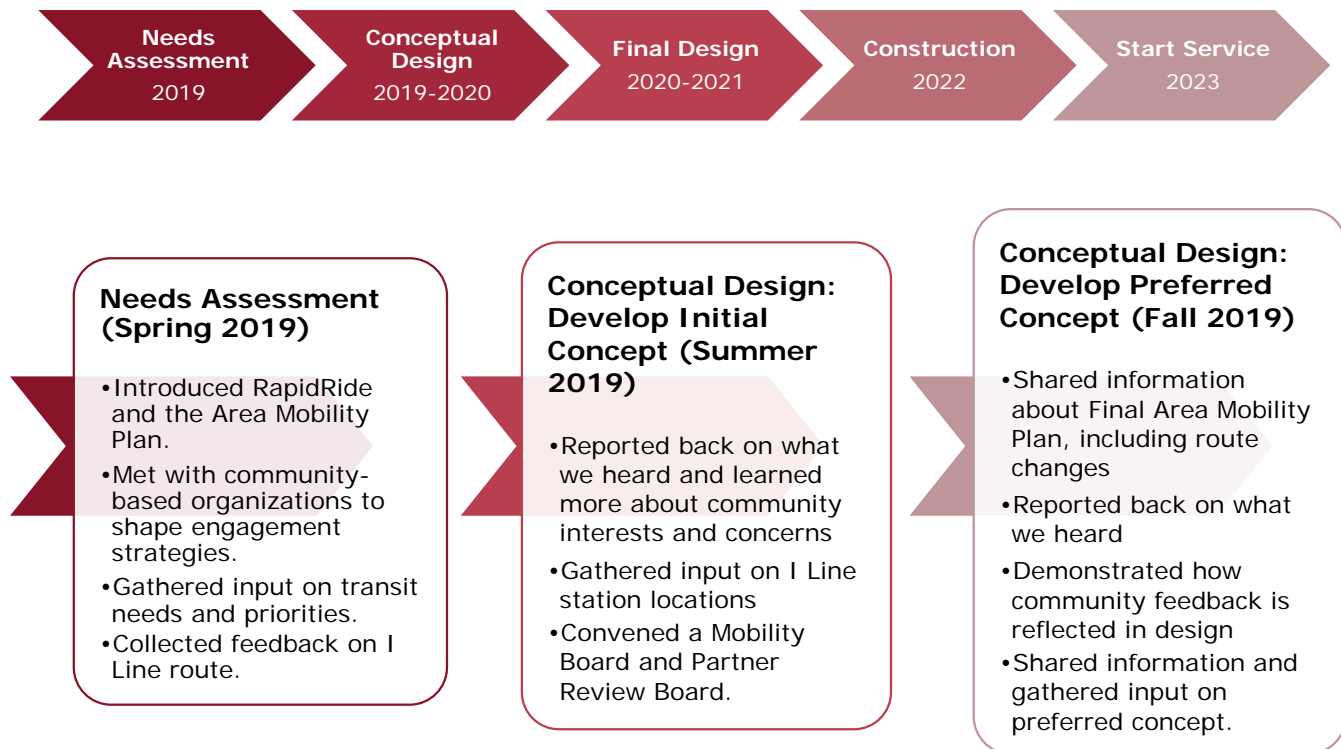 Needs
Assessment
2019
Conceptual
Design
2019-2020
Final Design
2020-2021
Construction
2022
Start Service
2023
Needs Assessment
(Spring 2019)
•Introduced RapidRide
and the Area Mobility
Plan.
•Met with community-
based organizations to
shape engagement
strategies.
•Gathered input on transit
needs and priorities.
•Collected feedback on I
Line route.
Conceptual Design:
Develop Initial
Concept (Summer
2019)
•Reported back on what
we heard and learned
more about community
interests and concerns
•Gathered input on I Line
station locations
•Convened a Mobility
Board and Partner
Review Board.
Conceptual Design:
Develop Preferred
Concept (Fall 2019)
•Shared information
about Final Area Mobility
Plan, including route
changes
•Reported back on what
we heard
•Demonstrated how
community feedback is
reflected in design
•Shared information and
gathered input on
preferred concept.